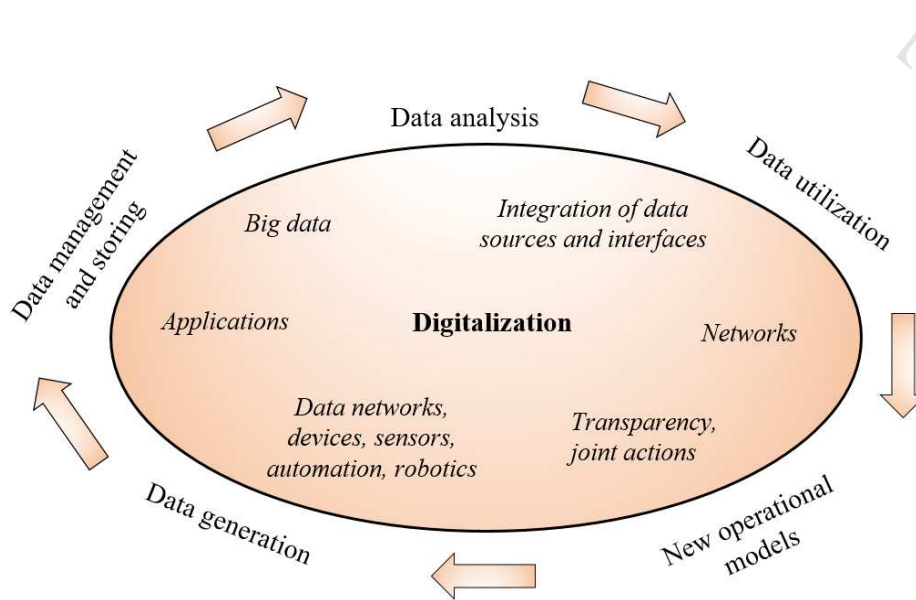 Data analysis
Data utilization
Data management
and storing
Big data
Integration of data
sources and interfaces
Applications
Digitalization
Networks
Data networks,
devices, sensors,
automation, robotics
Transparency,
joint actions
Data generation
New operational
models